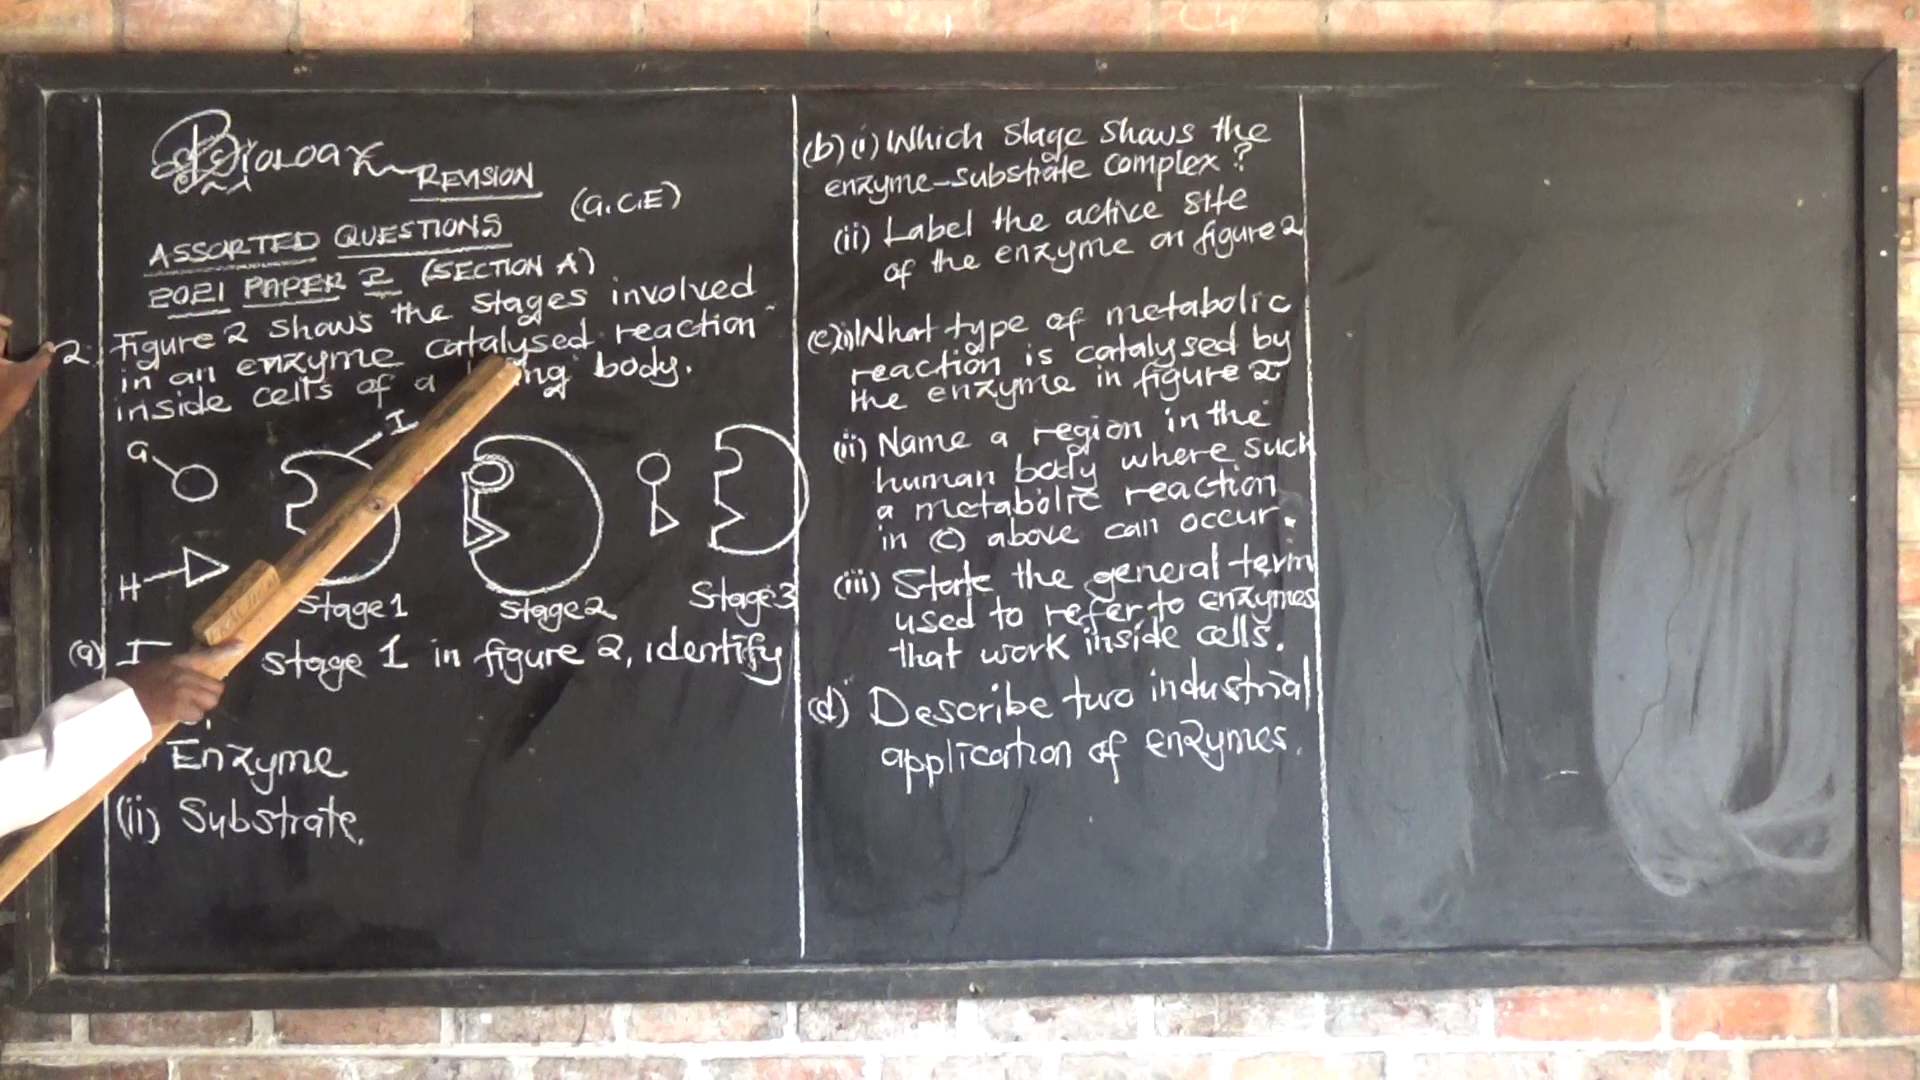 BIOLOGY
REVISION
(G.C.E)
ASSORTED QUESTIONS
2021 PAPER 2 (SECTION A)
2. Figure 2 shows the stages involved
in an enzyme catalysed reaction
inside cells of a body.
G
I
H
Stage 1
Stage 2
Stage 3
(a) stage 1 in figure 2, identify
Enzyme
(ii) Substrate.
(b) (i) Which stage shows the
enzyme-substrate complex?
(ii) Label the active site
of the enzyme on figure 2
(c)(i) What type of metabolic
reaction is catalysed by
the enzyme in figure 2
(ii) Name a region in the
human body where such
a metabolic reaction
in (c) above can occur.
(iii) State the general term
used to refer to enzymes
that work inside cells.
(d) Describe two industrial
application of enzymes.